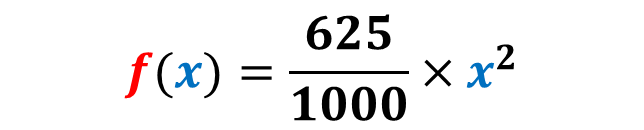 f(x) = 625/1000 × x²